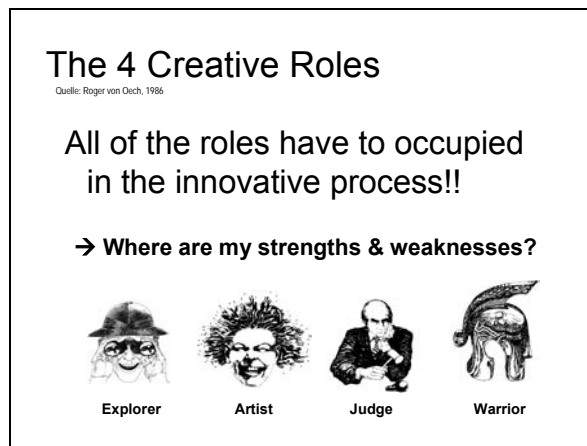 The 4 Creative Roles
Quelle: Roger von Oech, 1986
All of the roles have to occupied
in the innovative process!!
→ Where are my strengths & weaknesses?
Explorer Artist Judge Warrior